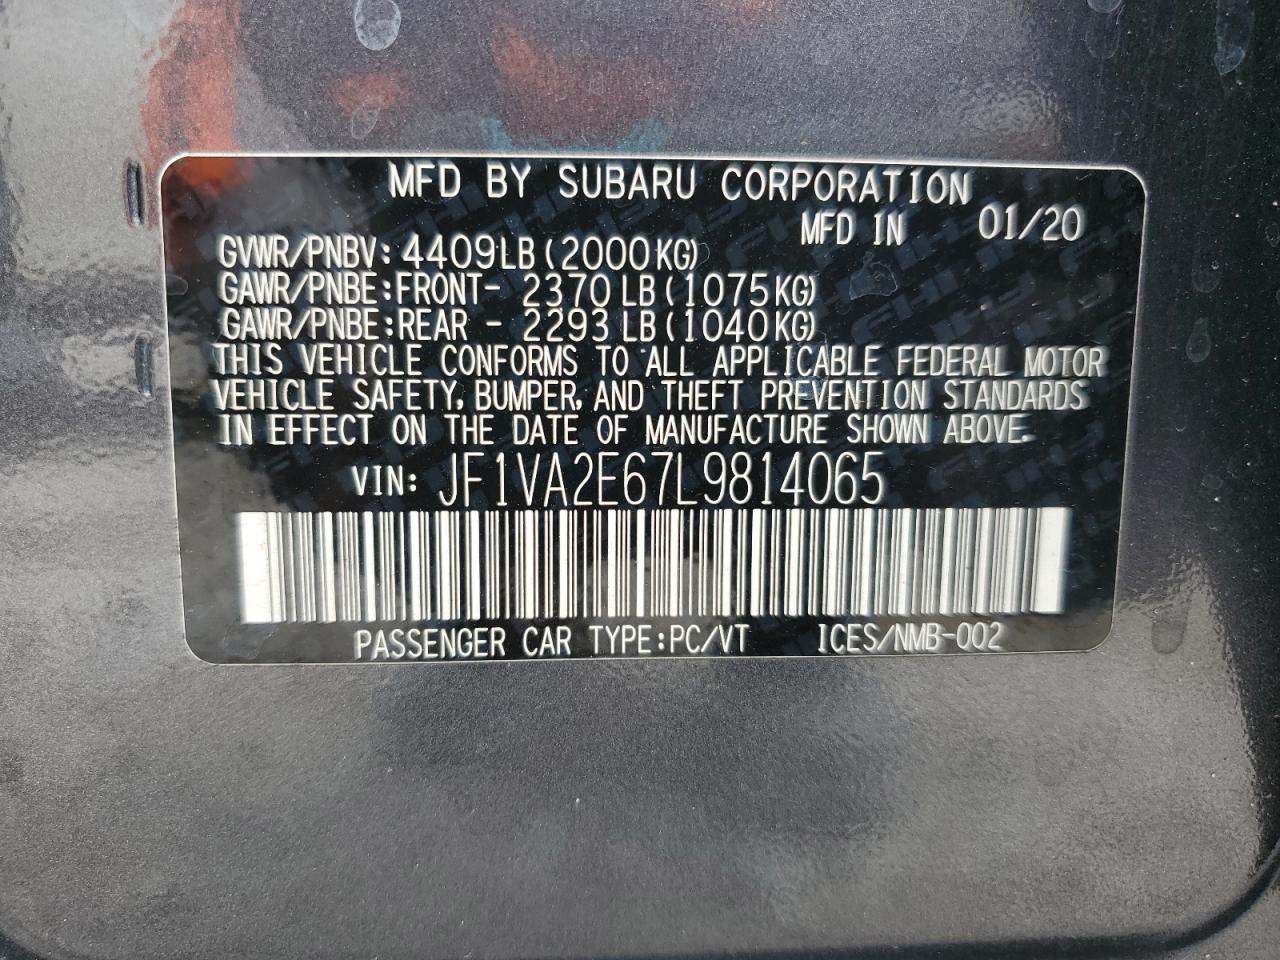 MFD BY SUBARU CORPORATION
MFD IN 01/20
GVWR/PNBV: 4409LB (2000KG)
GAWR/PNBE:FRONT- 2370 LB (1075KG)
GAWR/PNBE:REAR - 2293 LB (1040KG)
THIS VEHICLE CONFORMS TO ALL APPLICABLE FEDERAL MOTOR
VEHICLE SAFETY, BUMPER, AND THEFT PREVENTION STANDARDS
IN EFFECT ON THE DATE OF MANUFACTURE SHOWN ABOVE.
VIN: JF1VA2E67L9814065
PASSENGER CAR TYPE:PC/VT ICES/NMB-002